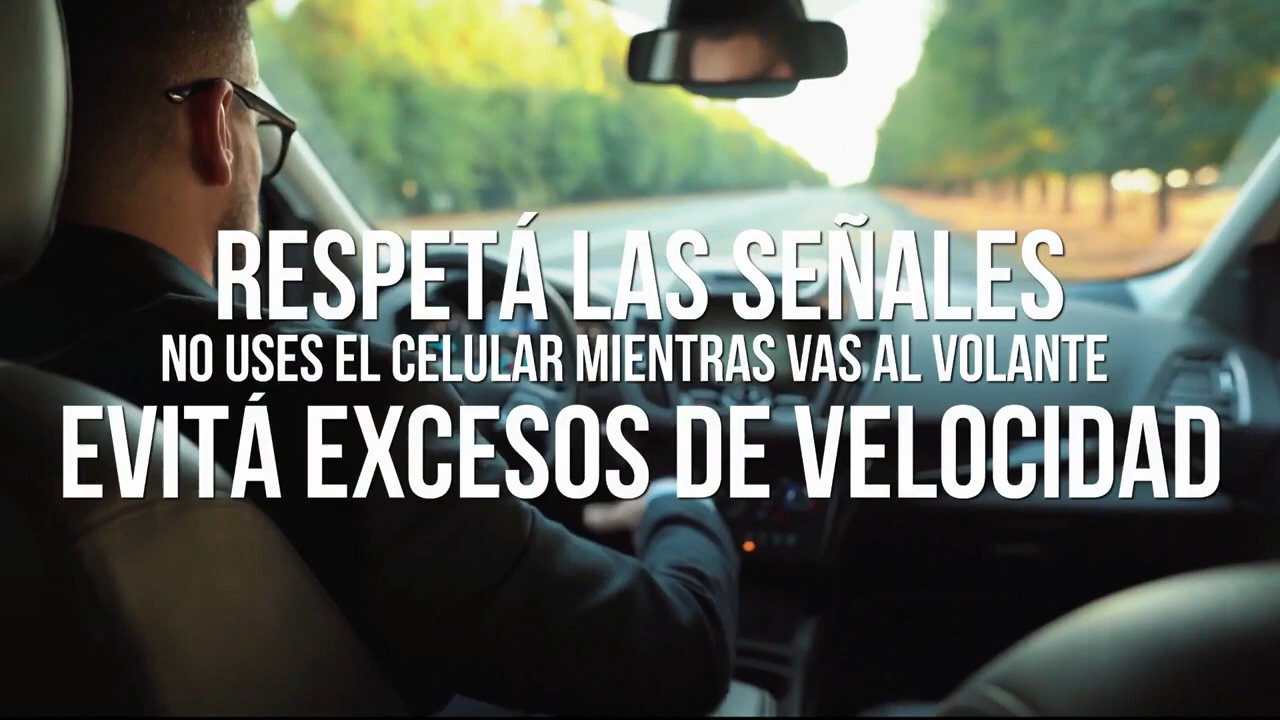 RESPETÁ LAS SEÑALES
NO USES EL CELULAR MIENTRAS VAS AL VOLANTE
EVITÁ EXCESOS DE VELOCIDAD